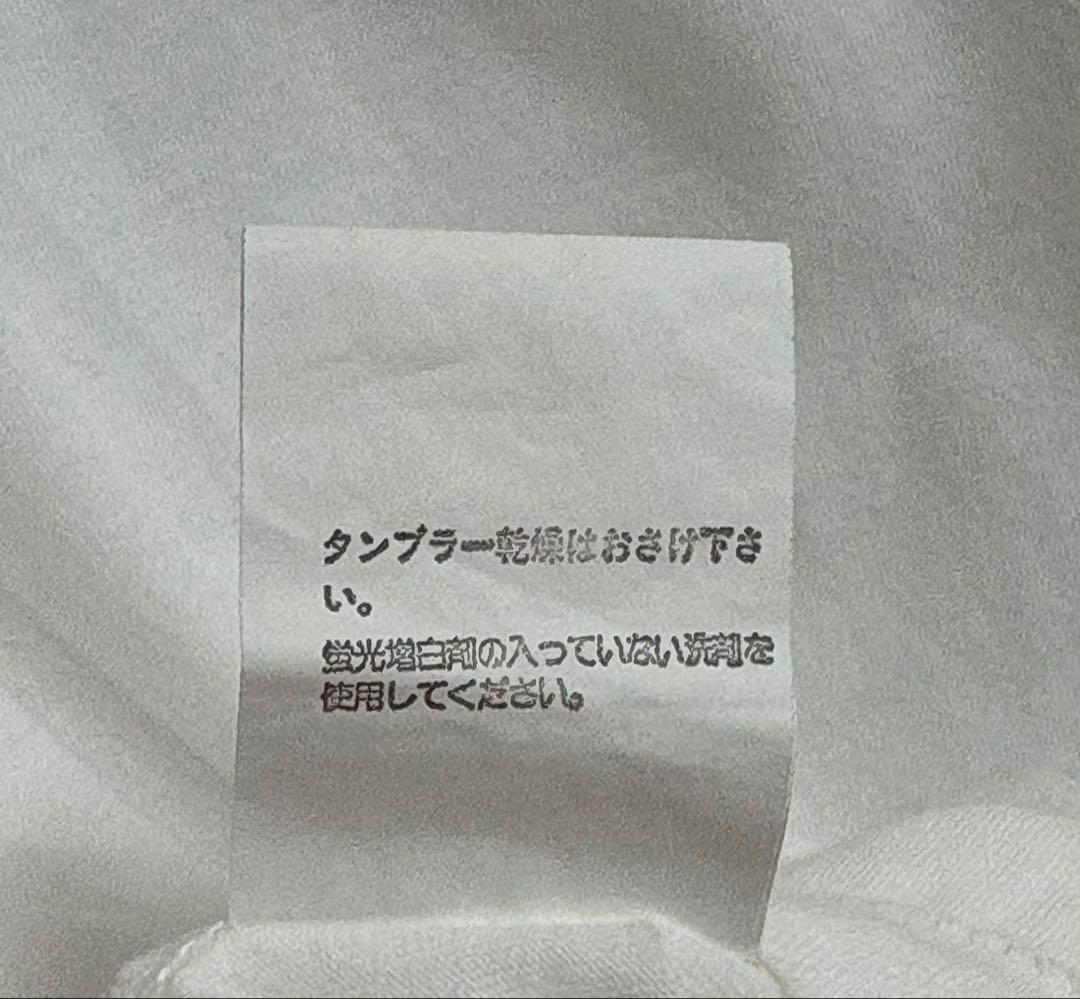 タンブラー乾燥はおさけ下さ
い。
蛍光増白剤の入っていない洗剤を
使用してください。